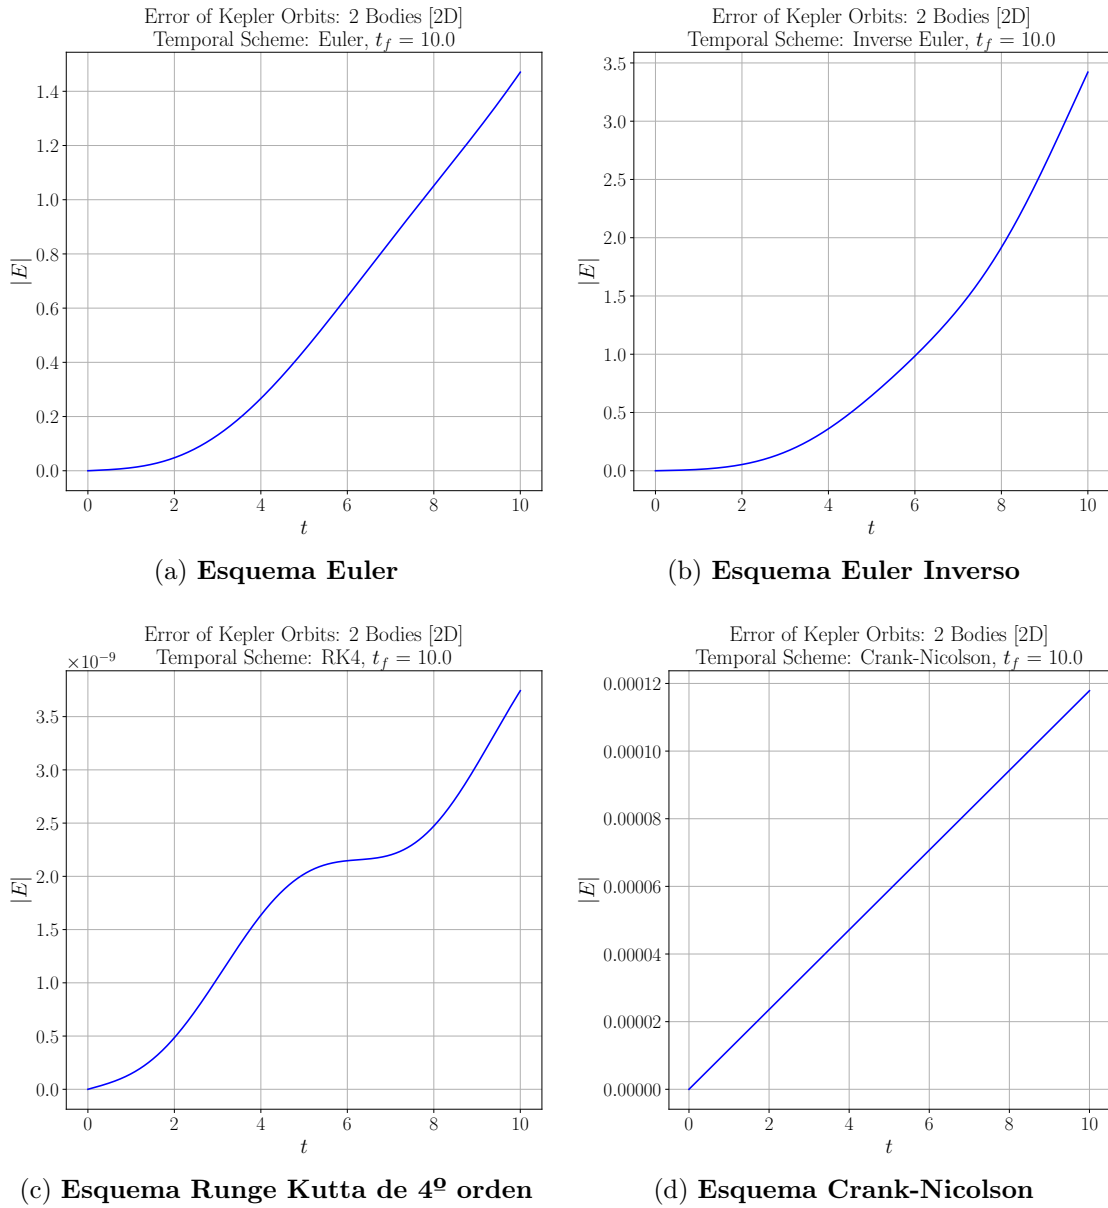 Error of Kepler Orbits: 2 Bodies [2D]
Temporal Scheme: Euler, t_f = 10.0
1.4
1.2
1.0
0.8
0.6
0.4
0.2
0.0
|E|
0 2 4 6 8 10
t
(a) Esquema Euler
Error of Kepler Orbits: 2 Bodies [2D]
Temporal Scheme: Inverse Euler, t_f = 10.0
3.5
3.0
2.5
2.0
1.5
1.0
0.5
0.0
|E|
0 2 4 6 8 10
t
(b) Esquema Euler Inverso
Error of Kepler Orbits: 2 Bodies [2D]
×10⁻⁹
Temporal Scheme: RK4, t_f = 10.0
3.5
3.0
2.5
2.0
1.5
1.0
0.5
0.0
|E|
0 2 4 6 8 10
t
(c) Esquema Runge Kutta de 4º orden
Error of Kepler Orbits: 2 Bodies [2D]
Temporal Scheme: Crank-Nicolson, t_f = 10.0
0.00012
0.00010
0.00008
0.00006
0.00004
0.00002
0.00000
|E|
0 2 4 6 8 10
t
(d) Esquema Crank-Nicolson